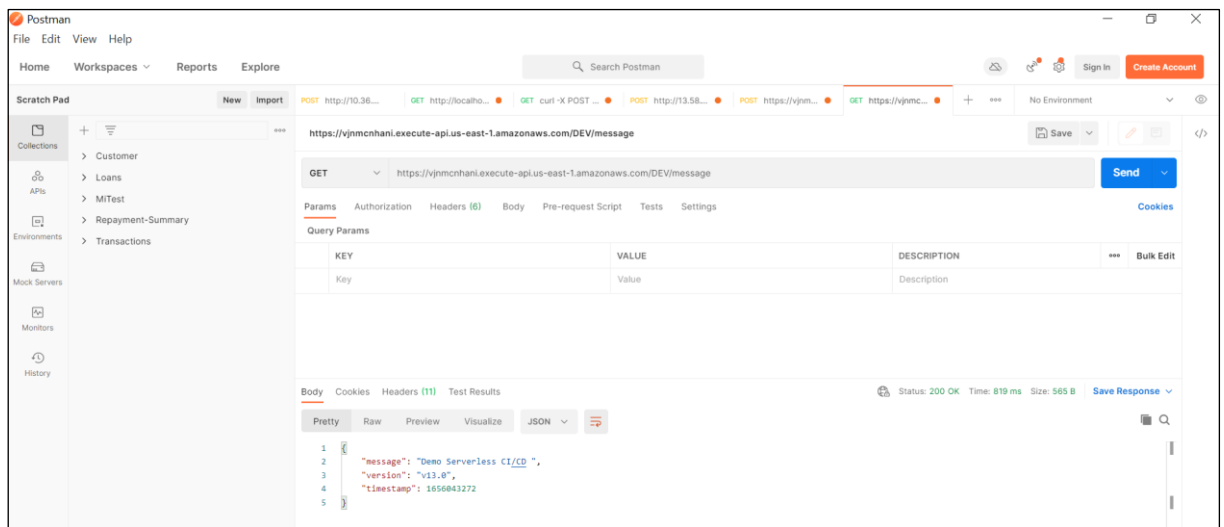 Postman
File Edit View Help
Home Workspaces Reports Explore Search Postman Sign In Create Account
Scratch Pad New Import POST http://10.36.... GET http://localho... GET curl -X POST ... POST http://13.58.... POST https://vjnm... GET https://vjnmc... No Environment
Collections
APIs
Environments
Mock Servers
Monitors
History
Customer
Loans
MiTest
Repayment-Summary
Transactions
https://vjnmcnhani.execute-api.us-east-1.amazonaws.com/DEV/message Save
GET https://vjnmcnhani.execute-api.us-east-1.amazonaws.com/DEV/message Send
Params Authorization Headers (6) Body Pre-request Script Tests Settings Cookies
Query Params
KEY VALUE DESCRIPTION Bulk Edit
Key Value Description
Body Cookies Headers (11) Test Results Status: 200 OK Time: 819 ms Size: 565 B Save Response
Pretty Raw Preview Visualize JSON
1 {
2 "message": "Demo Serverless CI/CD ",
3 "version": "v13.0",
4 "timestamp": 1656043272
5 }